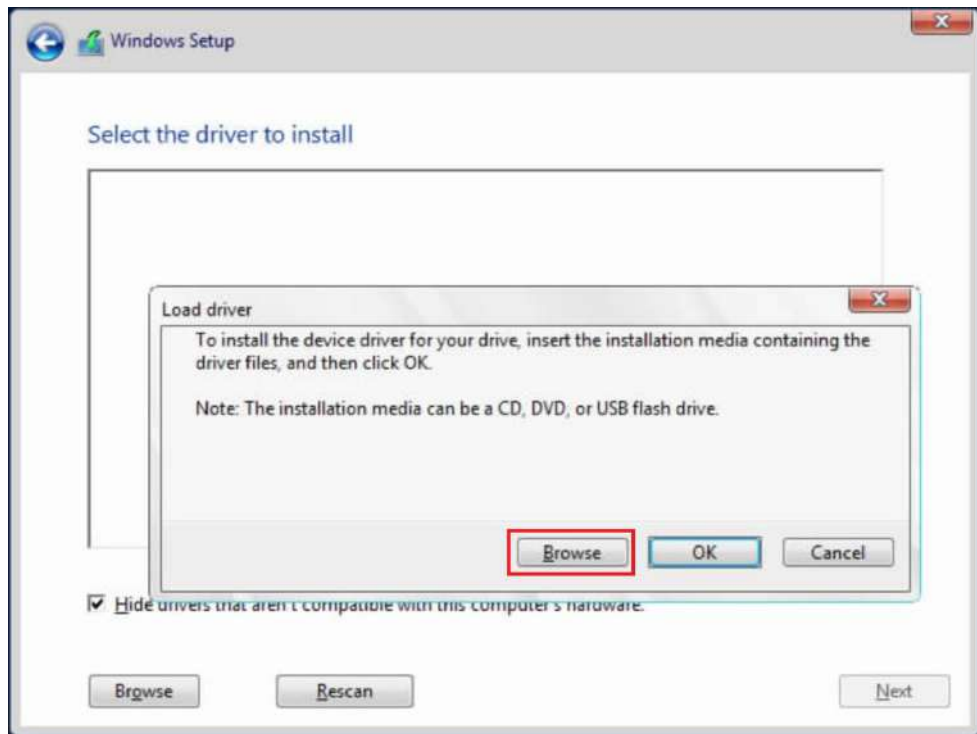 Windows Setup
Select the driver to install
Load driver
To install the device driver for your drive, insert the installation media containing the
driver files, and then click OK.
Note: The installation media can be a CD, DVD, or USB flash drive.
Browse OK Cancel
Hide drivers that aren't compatible with this computer's hardware.
Browse Rescan Next